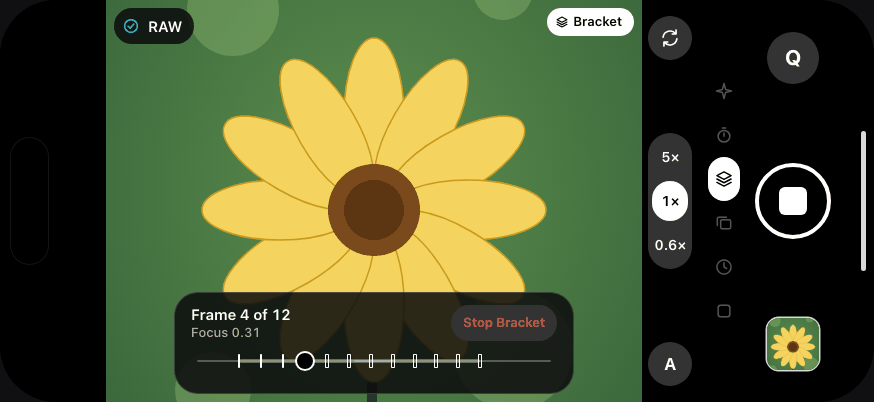 RAW
Bracket
Q
5×
1×
0.6×
Frame 4 of 12
Focus 0.31
Stop Bracket
A